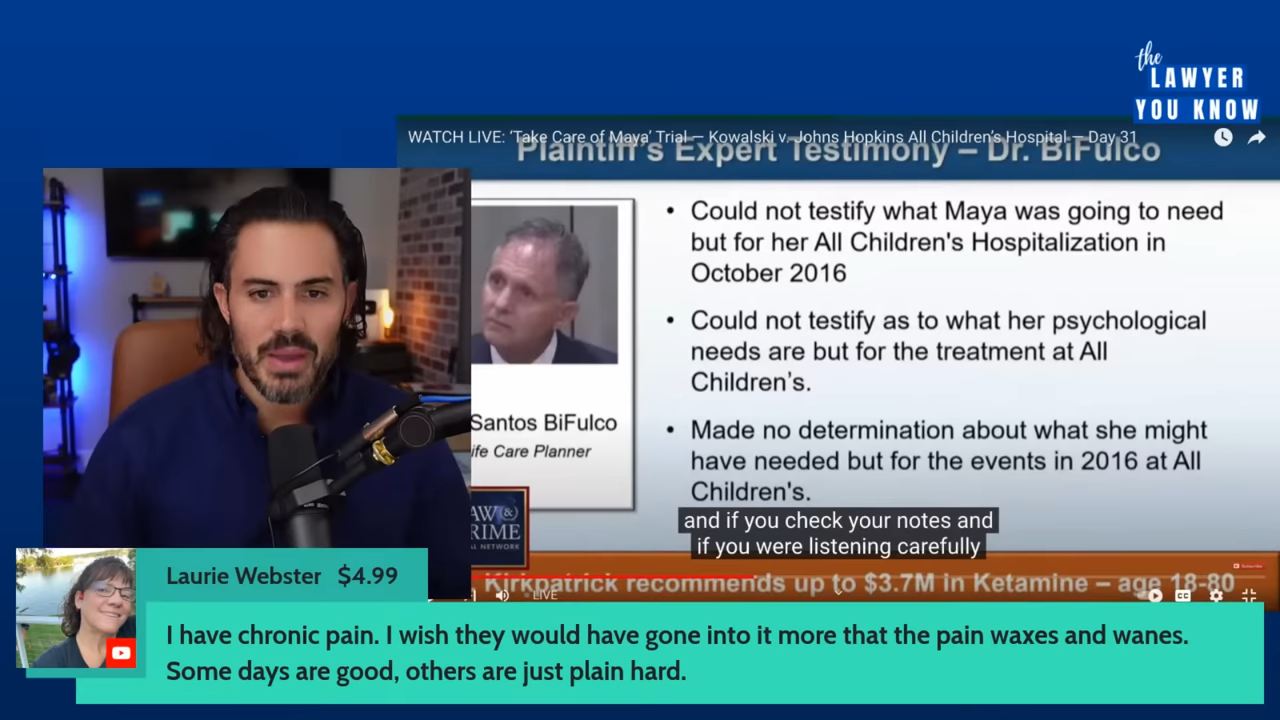 the
LAWYER
YOU KNOW
WATCH LIVE: 'Take Care of Maya' Trial — Kowalski v. Johns Hopkins All Children's Hospital — Day 31
Plaintiff's Expert Testimony – Dr. BiFulco
• Could not testify what Maya was going to need
but for her All Children's Hospitalization in
October 2016
• Could not testify as to what her psychological
needs are but for the treatment at All
Children's.
• Made no determination about what she might
have needed but for the events in 2016 at All
Children's.
Santos BiFulco
ife Care Planner
AW &
RIME
AL NETWORK
and if you check your notes and
if you were listening carefully
Kirkpatrick recommends up to $3.7M in Ketamine – age 18-80
LIVE
Subscribe
CC
Laurie Webster $4.99
I have chronic pain. I wish they would have gone into it more that the pain waxes and wanes.
Some days are good, others are just plain hard.